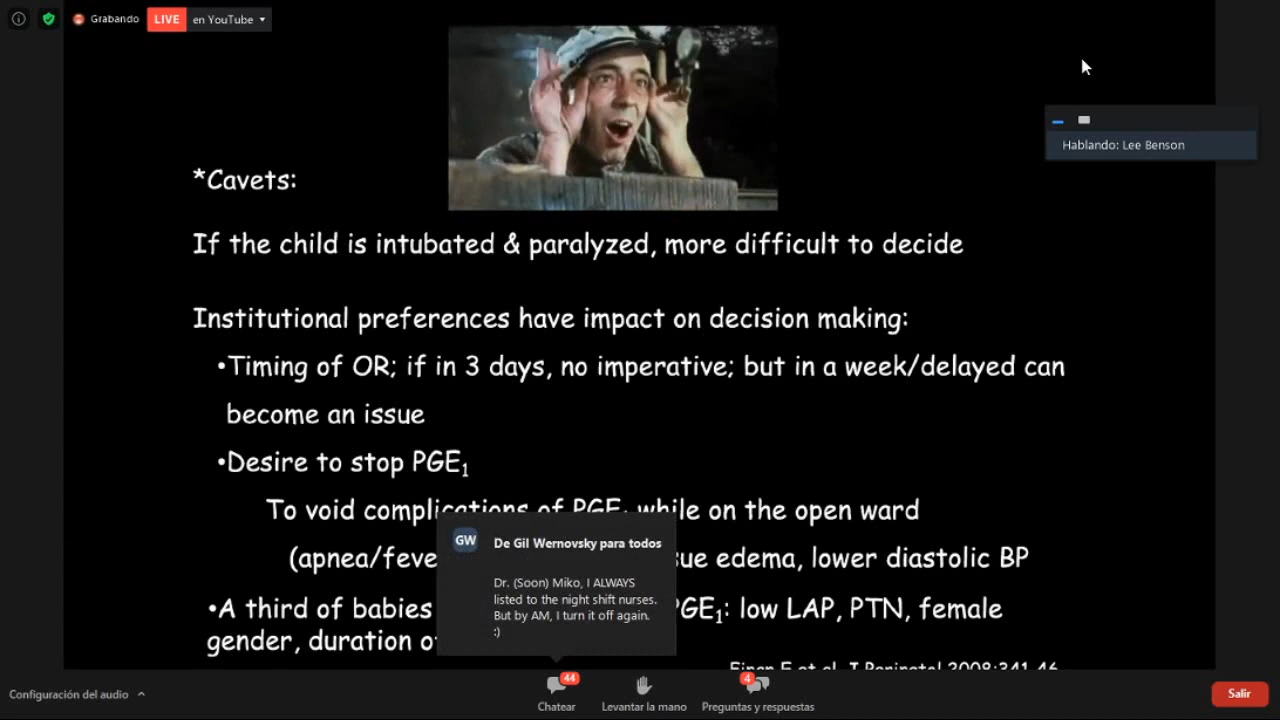 Grabando
LIVE
en YouTube
Hablando: Lee Benson
*Cavets:
If the child is intubated & paralyzed, more difficult to decide
Institutional preferences have impact on decision making:
•Timing of OR; if in 3 days, no imperative; but in a week/delayed can
become an issue
•Desire to stop PGE₁
To void complications of PGE₁ while on the open ward
(apnea/feve sue edema, lower diastolic BP
•A third of babies PGE₁: low LAP, PTN, female
gender, duration of
GW
De Gil Wernovsky para todos
Dr. (Soon) Miko, I ALWAYS
listed to the night shift nurses.
But by AM, I turn it off again.
:)
Configuración del audio
44
Chatear
Levantar la mano
4
Preguntas y respuestas
Salir